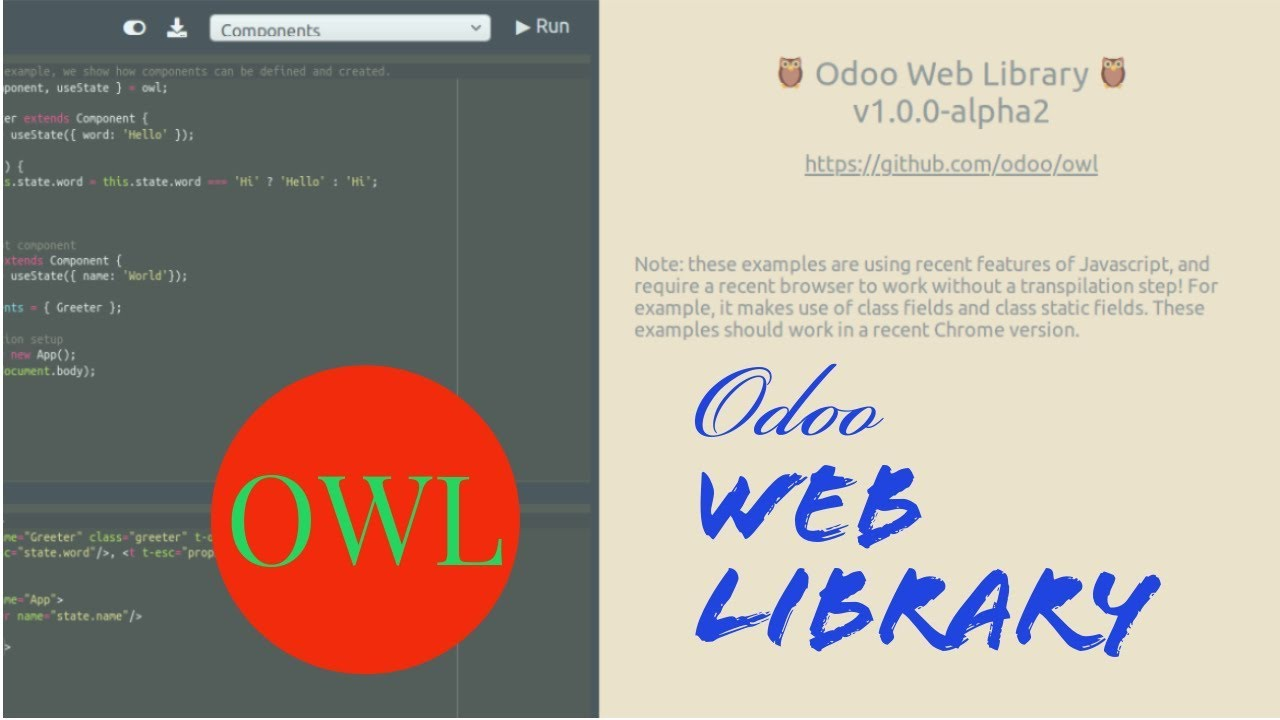 Components
▶ Run
example, we show how components can be defined and created.
ponent, useState } = owl;
er extends Component {
useState({ word: 'Hello' });
) {
s.state.word = this.state.word === 'Hi' ? 'Hello' : 'Hi';
t component
xtends Component {
useState({ name: 'World'});
nts = { Greeter };
ion setup
new App();
ocument.body);
me="Greeter" class="greeter" t-o
c="state.word"/>, <t t-esc="prop
me="App">
r name="state.name"/>
>
OWL
🦉 Odoo Web Library 🦉
v1.0.0-alpha2
https://github.com/odoo/owl
Note: these examples are using recent features of Javascript, and
require a recent browser to work without a transpilation step! For
example, it makes use of class fields and class static fields. These
examples should work in a recent Chrome version.
Odoo
WEB
LIBRARY